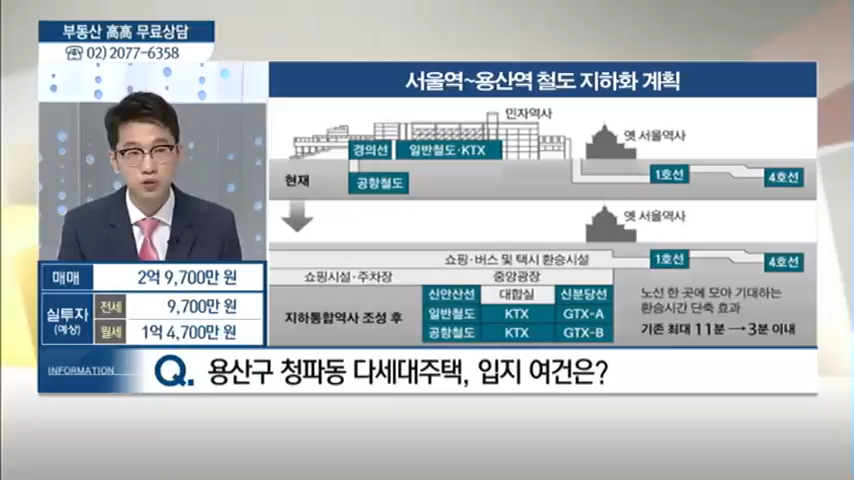 부동산 高高 무료상담
☎ 02) 2077-6358
서울역~용산역 철도 지하화 계획
민자역사
경의선
일반철도·KTX
옛 서울역사
현재
공항철도
1호선
4호선
옛 서울역사
쇼핑·버스 및 택시 환승시설
1호선
4호선
쇼핑시설·주차장
중앙광장
지하통합역사 조성 후
신안산선
대합실
신분당선
일반철도
KTX
GTX-A
공항철도
KTX
GTX-B
노선 한 곳에 모아 기대하는
환승시간 단축 효과
기존 최대 11분 → 3분 이내
매매 2억 9,700만 원
실투자
(예상)
전세 9,700만 원
월세 1억 4,700만 원
INFORMATION
Q. 용산구 청파동 다세대주택, 입지 여건은?